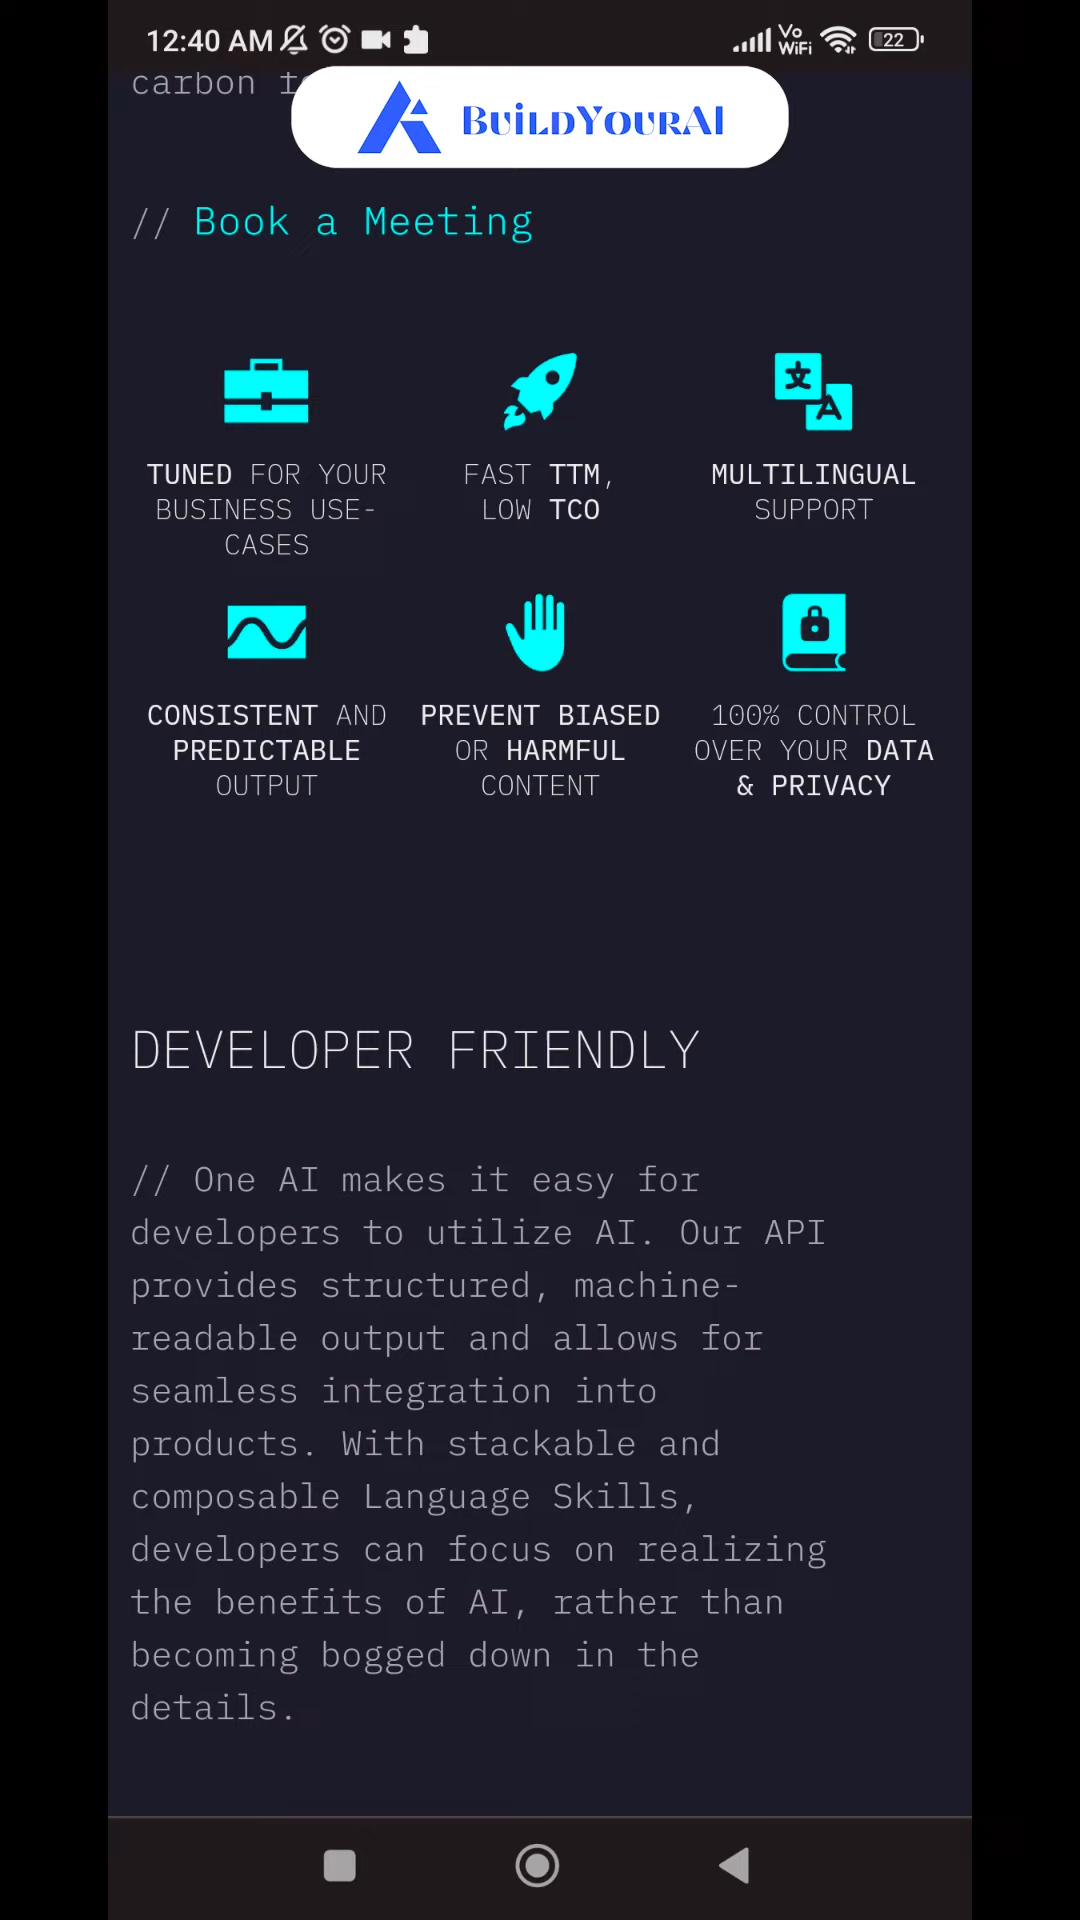 12:40 AM
Vo
WiFi
22
carbon
BUiLDYOURAI
// Book a Meeting
TUNED FOR YOUR
BUSINESS USE-
CASES
FAST TTM,
LOW TCO
MULTILINGUAL
SUPPORT
CONSISTENT AND
PREDICTABLE
OUTPUT
PREVENT BIASED
OR HARMFUL
CONTENT
100% CONTROL
OVER YOUR DATA
& PRIVACY
DEVELOPER FRIENDLY
// One AI makes it easy for
developers to utilize AI. Our API
provides structured, machine-
readable output and allows for
seamless integration into
products. With stackable and
composable Language Skills,
developers can focus on realizing
the benefits of AI, rather than
becoming bogged down in the
details.